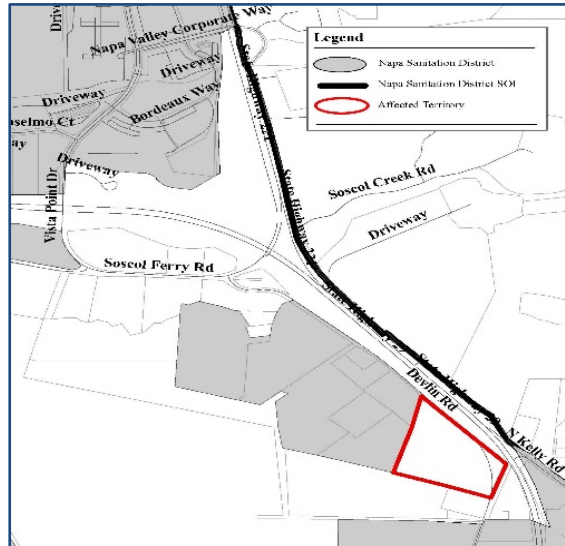 Napa Valley Corporate Way
Driveway
Bordeaux Way
Driveway
Driveway
Vista Point Dr
Soscol Ferry Rd
State Highway 221
Soscol Creek Rd
Driveway
Devlin Rd
N Kelly Rd
Legend
Napa Sanitation District
Napa Sanitation District SOI
Affected Territory